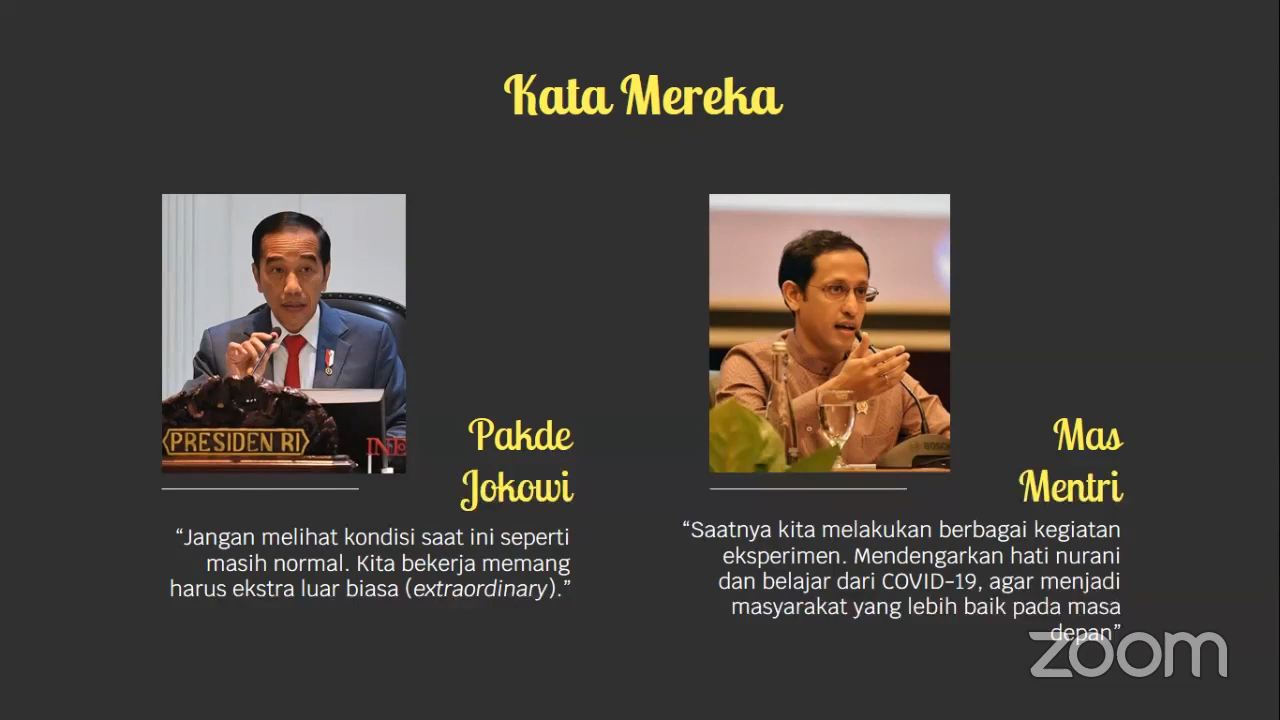 Kata Mereka
PRESIDEN RI
Pakde
Jokowi
“Jangan melihat kondisi saat ini seperti
masih normal. Kita bekerja memang
harus ekstra luar biasa (extraordinary).”
BOSCH
Mas
Mentri
“Saatnya kita melakukan berbagai kegiatan
eksperimen. Mendengarkan hati nurani
dan belajar dari COVID-19, agar menjadi
masyarakat yang lebih baik pada masa
depan”
zoom